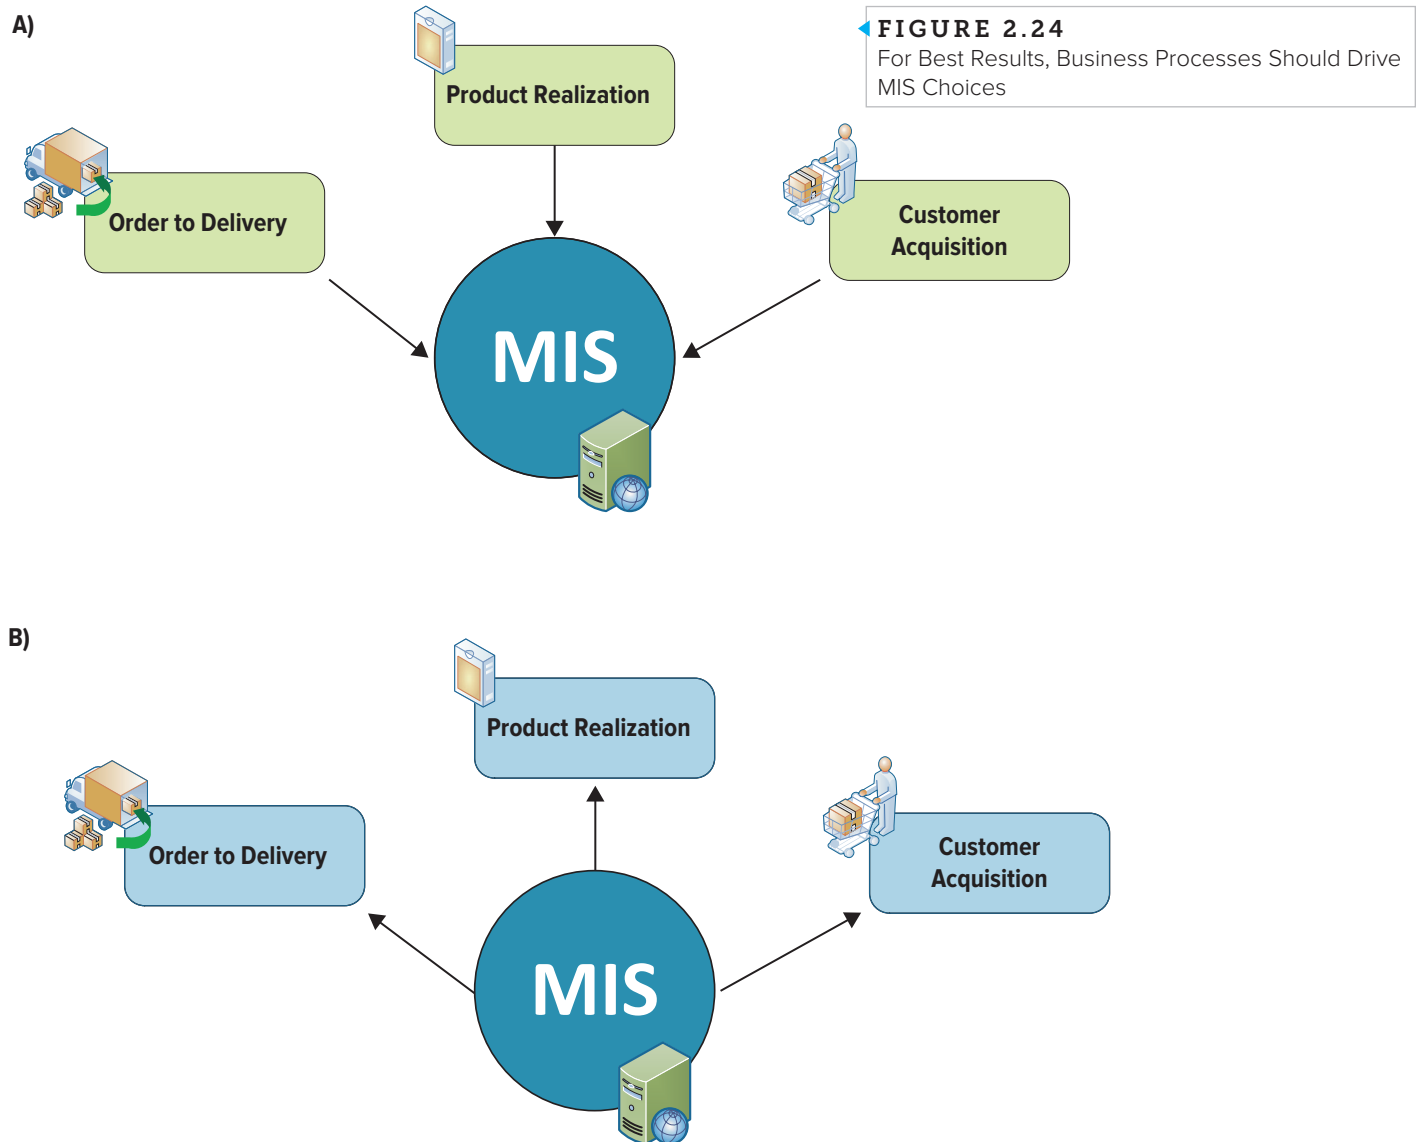 A)
FIGURE 2.24
For Best Results, Business Processes Should Drive
MIS Choices
Product Realization
Order to Delivery
Customer
Acquisition
MIS
B)
Product Realization
Order to Delivery
Customer
Acquisition
MIS